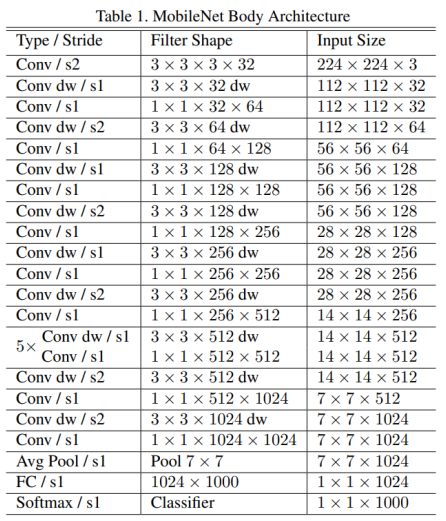 Table 1. MobileNet Body Architecture
Type / Stride Filter Shape Input Size
Conv / s2 3 × 3 × 3 × 32 224 × 224 × 3
Conv dw / s1 3 × 3 × 32 dw 112 × 112 × 32
Conv / s1 1 × 1 × 32 × 64 112 × 112 × 32
Conv dw / s2 3 × 3 × 64 dw 112 × 112 × 64
Conv / s1 1 × 1 × 64 × 128 56 × 56 × 64
Conv dw / s1 3 × 3 × 128 dw 56 × 56 × 128
Conv / s1 1 × 1 × 128 × 128 56 × 56 × 128
Conv dw / s2 3 × 3 × 128 dw 56 × 56 × 128
Conv / s1 1 × 1 × 128 × 256 28 × 28 × 128
Conv dw / s1 3 × 3 × 256 dw 28 × 28 × 256
Conv / s1 1 × 1 × 256 × 256 28 × 28 × 256
Conv dw / s2 3 × 3 × 256 dw 28 × 28 × 256
Conv / s1 1 × 1 × 256 × 512 14 × 14 × 256
5× Conv dw / s1 3 × 3 × 512 dw 14 × 14 × 512
Conv / s1 1 × 1 × 512 × 512 14 × 14 × 512
Conv dw / s2 3 × 3 × 512 dw 14 × 14 × 512
Conv / s1 1 × 1 × 512 × 1024 7 × 7 × 512
Conv dw / s2 3 × 3 × 1024 dw 7 × 7 × 1024
Conv / s1 1 × 1 × 1024 × 1024 7 × 7 × 1024
Avg Pool / s1 Pool 7 × 7 7 × 7 × 1024
FC / s1 1024 × 1000 1 × 1 × 1024
Softmax / s1 Classifier 1 × 1 × 1000